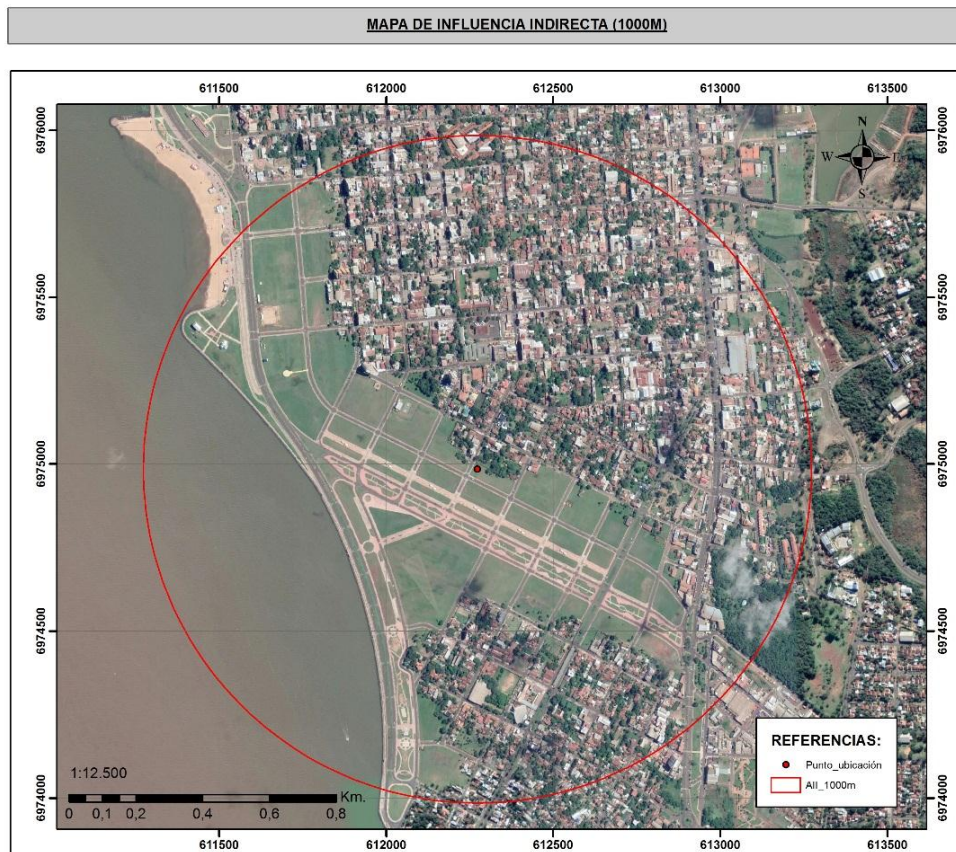 MAPA DE INFLUENCIA INDIRECTA (1000M)
611500 612000 612500 613000 613500
6976000 6976000
N
W E
S
6975500 6975500
6975000 6975000
6974500 6974500
REFERENCIAS:
Punto_ubicación
AII_1000m
1:12.500
Km.
0 0,1 0,2 0,4 0,6 0,8
6974000 6974000
611500 612000 612500 613000 613500